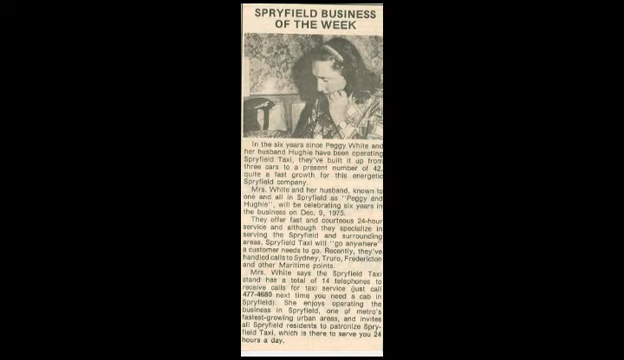 SPRYFIELD BUSINESS
OF THE WEEK
In the six years since Peggy White and
her husband Hughie have been operating
Spryfield Taxi, they've built it up from
three cars to a present number of 42,
quite a fast growth for this energetic
Spryfield company.
Mrs. White and her husband, known to
one and all in Spryfield as "Peggy and
Hughie", will be celebrating six years in
the business on Dec. 9, 1975.
They offer fast and courteous 24-hour
service and although they specialize in
serving the Spryfield and surrounding
areas, Spryfield Taxi will "go anywhere"
a customer needs to go. Recently, they've
handled calls to Sydney, Truro, Fredericton
and other Maritime points.
Mrs. White says the Spryfield Taxi
stand has a total of 14 telephones to
receive calls for taxi service (just call
477-4680 next time you need a cab in
Spryfield). She enjoys operating the
business in Spryfield, one of metro's
fastest-growing urban areas, and invites
all Spryfield residents to patronize Spry-
field Taxi, which is there to serve you 24
hours a day.